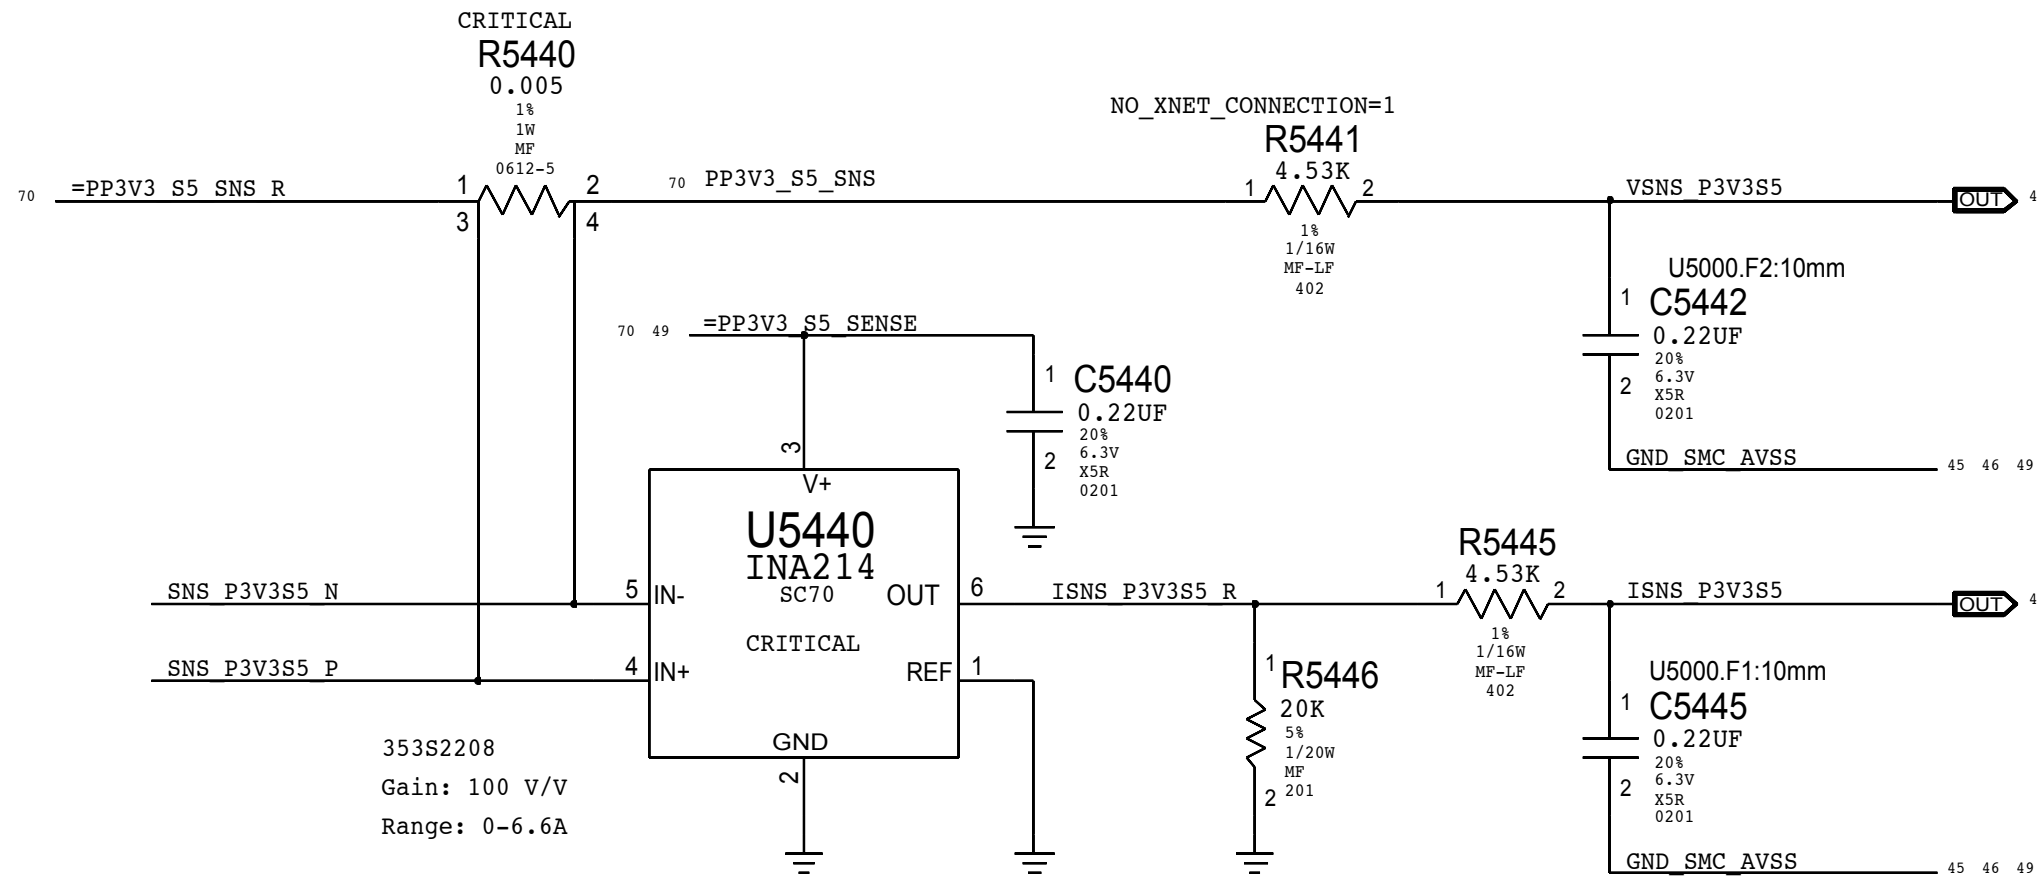 CRITICAL
R5440
0.005
1%
1W
MF
0612-5
70
=PP3V3_S5_SNS_R
1
2
3
4
70
PP3V3_S5_SNS
NO_XNET_CONNECTION=1
R5441
4.53K
1
2
1%
1/16W
MF-LF
402
VSNS_P3V3S5
OUT
4
U5000.F2:10mm
1
C5442
0.22UF
20%
6.3V
X5R
0201
2
GND_SMC_AVSS
45 46 49
70 49
=PP3V3_S5_SENSE
1
C5440
0.22UF
20%
6.3V
X5R
0201
2
3
V+
U5440
INA214
SC70
CRITICAL
SNS_P3V3S5_N
5
IN-
SNS_P3V3S5_P
4
IN+
OUT
6
REF
1
GND
2
ISNS_P3V3S5_R
R5445
4.53K
1
2
1%
1/16W
MF-LF
402
ISNS_P3V3S5
OUT
4
1
R5446
20K
5%
1/20W
MF
201
2
U5000.F1:10mm
1
C5445
0.22UF
20%
6.3V
X5R
0201
2
GND_SMC_AVSS
45 46 49
353S2208
Gain: 100 V/V
Range: 0-6.6A